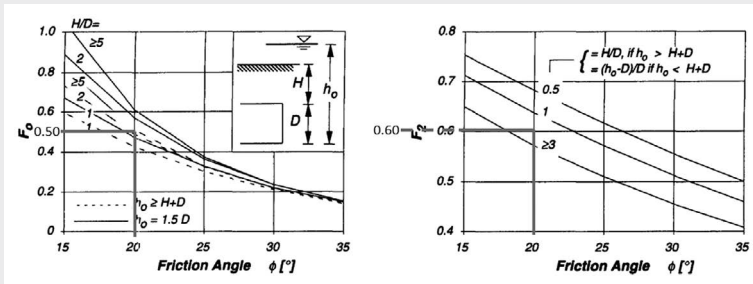 H/D=
1.0
0.8
0.6
0.50
0.4
0.2
0
F₀
≥5
2
≥5
2
1
1
H
h₀
D
h₀ ≥ H+D
h₀ = 1.5 D
15 20 25 30 35
Friction Angle ϕ [°]
0.8
0.7
0.60
0.6
0.5
0.4
F₂
{ = H/D, if h₀ > H+D
= (h₀-D)/D if h₀ < H+D
0.5
1
≥3
15 20 25 30 35
Friction Angle ϕ [°]